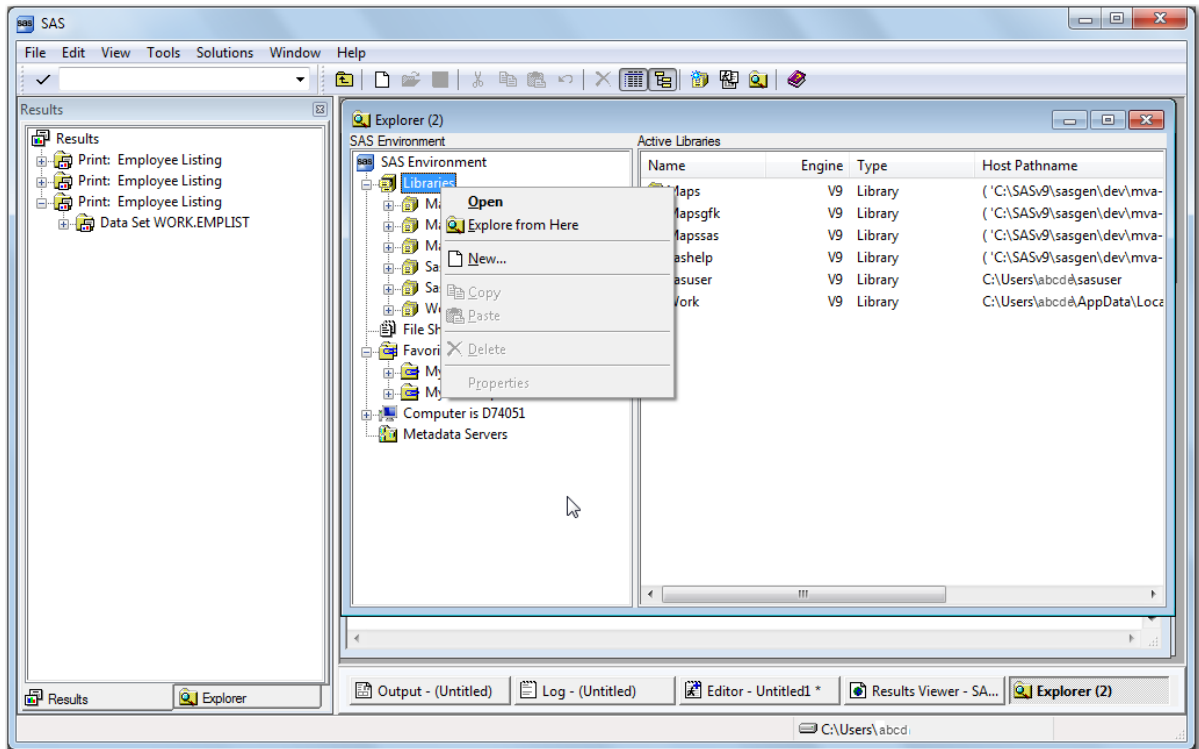 sas SAS
File Edit View Tools Solutions Window Help
Results
Results
Print: Employee Listing
Print: Employee Listing
Print: Employee Listing
Data Set WORK.EMPLIST
Results
Explorer
Explorer (2)
SAS Environment
sas SAS Environment
Libraries
File Sh
Favori
Computer is D74051
Metadata Servers
Open
Explore from Here
New...
Copy
Paste
Delete
Properties
Active Libraries
Name Engine Type Host Pathname
Maps V9 Library ( 'C:\SASv9\sasgen\dev\mva-
Mapsgfk V9 Library ( 'C:\SASv9\sasgen\dev\mva-
Mapssas V9 Library ( 'C:\SASv9\sasgen\dev\mva-
ashelp V9 Library ( 'C:\SASv9\sasgen\dev\mva-
asuser V9 Library C:\Users\abcde\sasuser
Work V9 Library C:\Users\abcde\AppData\Loca
Output - (Untitled) Log - (Untitled) Editor - Untitled1 * Results Viewer - SA... Explorer (2)
C:\Users\abcd